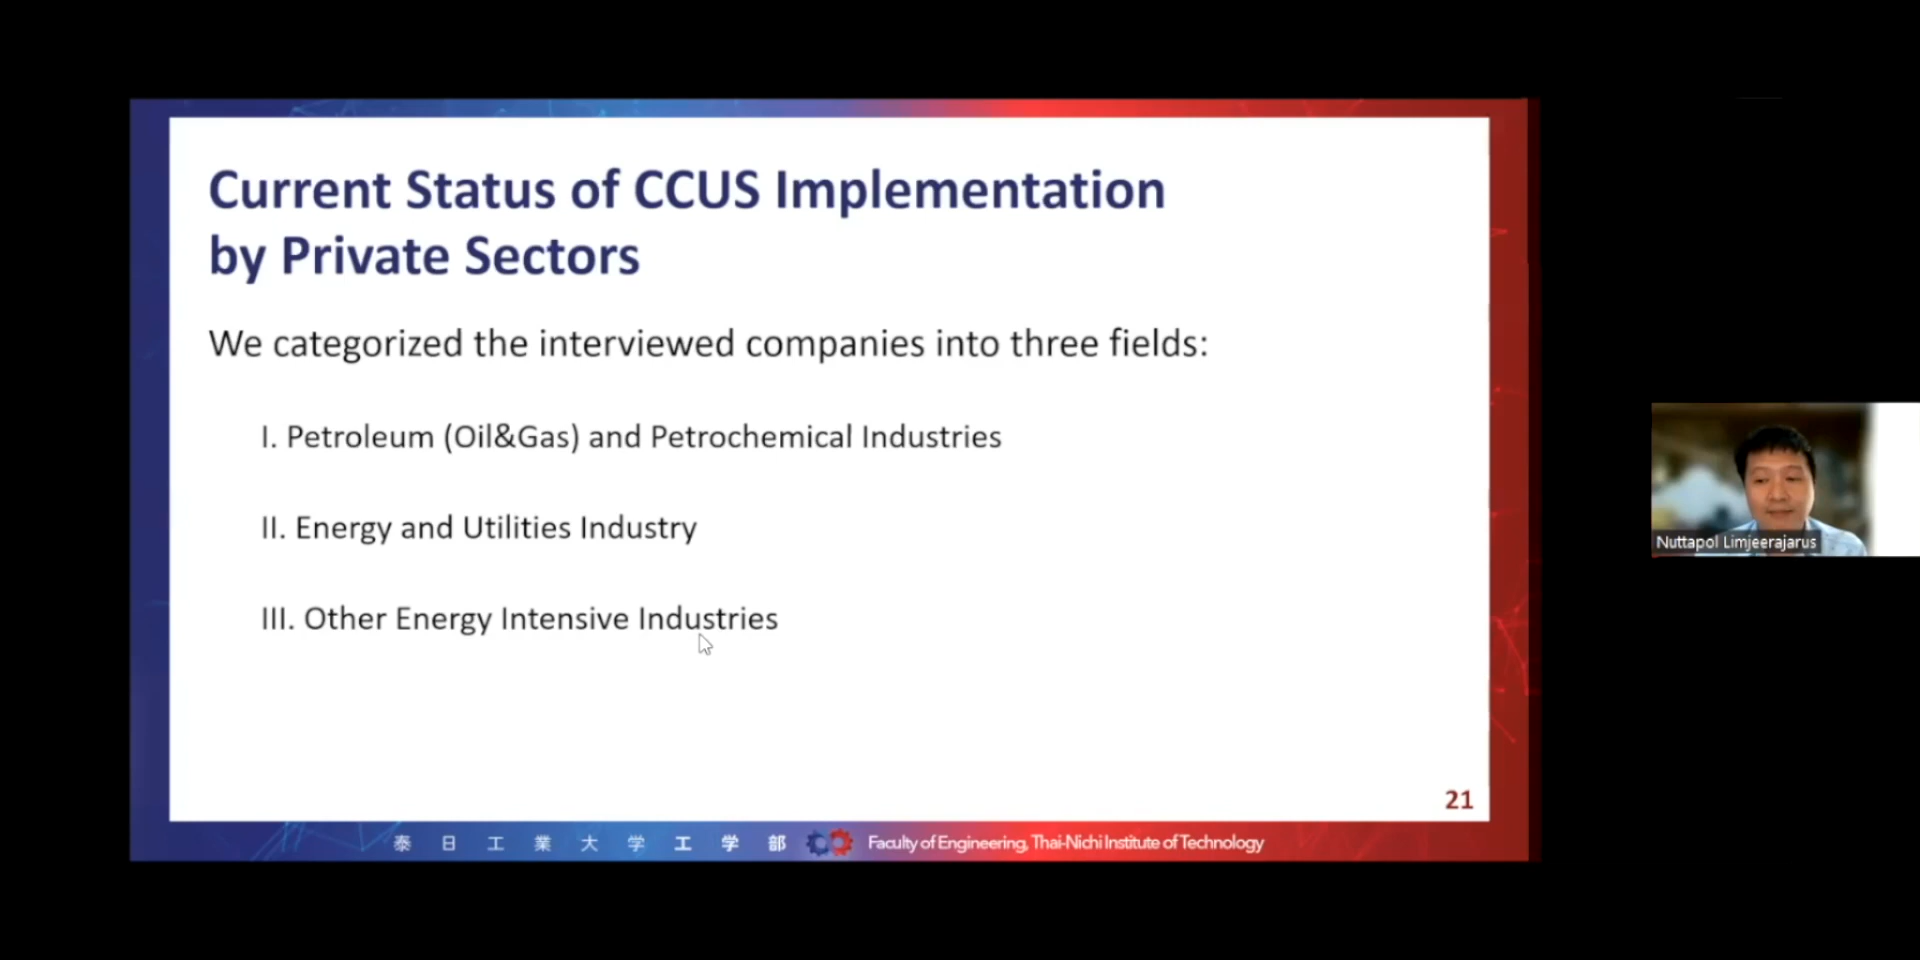 Current Status of CCUS Implementation
by Private Sectors
We categorized the interviewed companies into three fields:
I. Petroleum (Oil&Gas) and Petrochemical Industries
II. Energy and Utilities Industry
III. Other Energy Intensive Industries
21
泰日工業大学工学部 Faculty of Engineering, Thai-Nichi Institute of Technology
Nuttapol Limjeerajarus